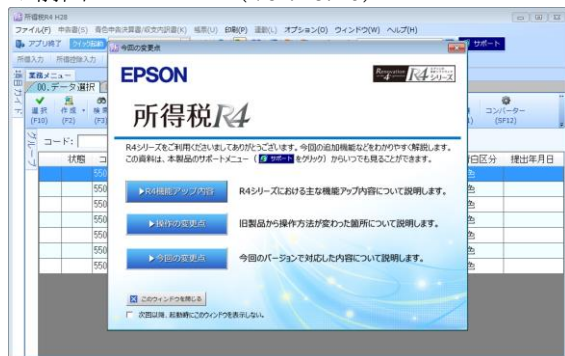 所得税R4 H28
ファイル(F) 申告書(S) 青色申告決算書/収支内訳書(K) 帳票(U) 印刷(P) 連動(L) オプション(O) ウィンドウ(W) ヘルプ(H)
アプリ終了
サポート
今回の変更点
所得入力 所得控除入力
業務メニュー
00.データ選択
選択 作成 検索
(F10) (F2) (F3)
コンバーター
(SF12)
コード:
状態
提出年月日
550
550
550
550
550
550
EPSON
Renovation R4 シリーズ
所得税R4
R4シリーズをご利用くださいましてありがとうございます。今回の追加機能などをわかりやすく解説します。
この資料は、本製品のサポートメニュー( サポート をクリック)からいつでも見ることができます。
▶R4機能アップ内容 R4シリーズにおける主な機能アップ内容について説明します。
▶操作の変更点 旧製品から操作方法が変わった箇所について説明します。
▶今回の変更点 今回のバージョンで対応した内容について説明します。
このウィンドウを閉じる
次回以降、起動時にこのウィンドウを表示しない。